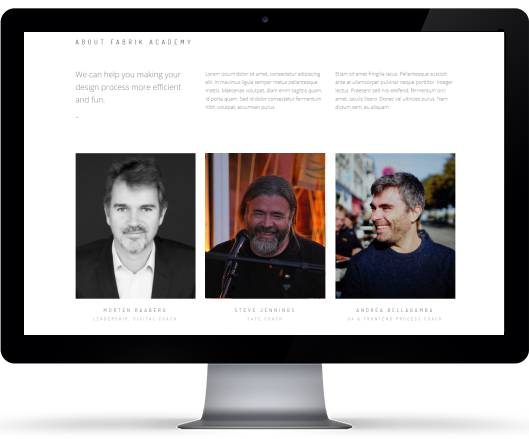 ABOUT FABRIK ACADEMY
We can help you making your
design process more efficient
and fun.
Lorem ipsum dolor sit amet, consectetur adipiscing
elit. In maximus ligula semper metus pellentesque
mattis. Maecenas volutpat, diam enim sagittis quam,
id porta quam. Sed id dolor consectetur fermentum
nibh volutpat, accumsan purus.
Etiam sit amet fringilla lacus. Pellentesque suscipit
ante at ullamcorper pulvinar neque porttitor. Integer
lectus. Praesent sed nisi eleifend, fermentum orci
amet, iaculis libero. Donec vel ultricies purus. Nam
dictum sem, eu aliquam
MORTEN RAABERG
STEVE JENNINGS
ANDREA BELLAGAMBA
LEADERSHIP, DIGITAL COACH
SAFE COACH
UX & FRONTEND PROCESS COACH